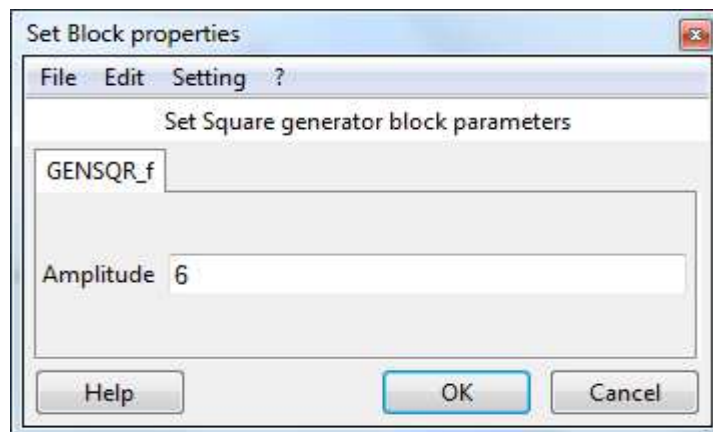 Set Block properties
File Edit Setting ?
Set Square generator block parameters
GENSQR_f
Amplitude 6
Help OK Cancel